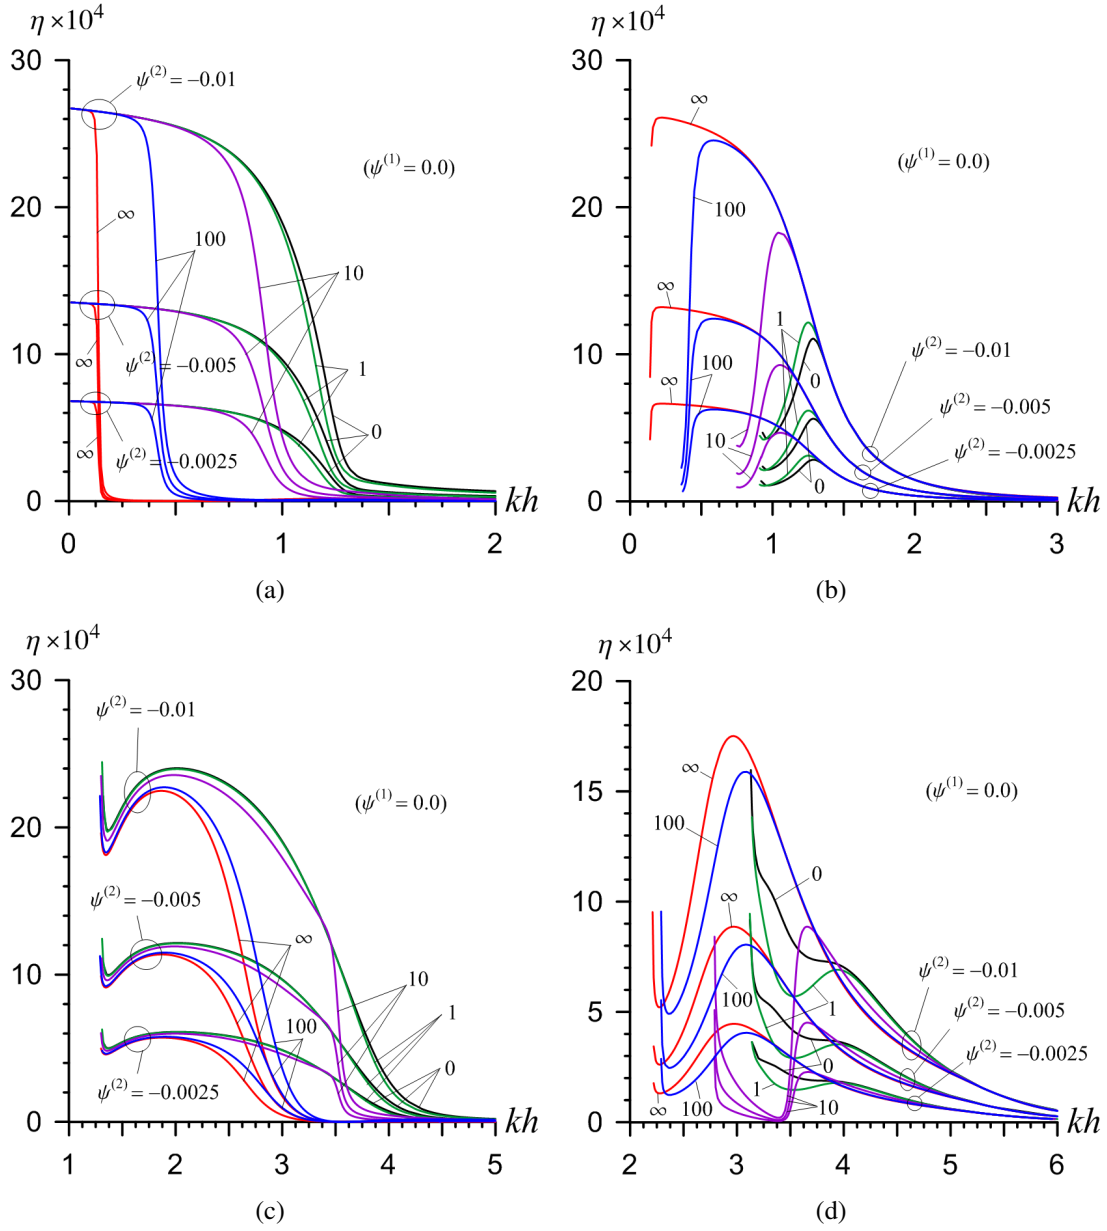 η ×10⁴
30
20
10
0
0 1 2
kh
ψ⁽²⁾ = −0.01
(ψ⁽¹⁾ = 0.0)
∞
100
10
∞
ψ⁽²⁾ = −0.005
1
0
∞
ψ⁽²⁾ = −0.0025
(a)
η ×10⁴
30
20
10
0
0 1 2 3
kh
∞
(ψ⁽¹⁾ = 0.0)
100
∞
1
ψ⁽²⁾ = −0.01
∞
100
0
ψ⁽²⁾ = −0.005
10
ψ⁽²⁾ = −0.0025
0
(b)
η ×10⁴
30
20
10
0
1 2 3 4 5
kh
ψ⁽²⁾ = −0.01
(ψ⁽¹⁾ = 0.0)
ψ⁽²⁾ = −0.005
∞
10
1
100
0
ψ⁽²⁾ = −0.0025
(c)
η ×10⁴
20
15
10
5
0
2 3 4 5 6
kh
∞
(ψ⁽¹⁾ = 0.0)
100
0
∞
ψ⁽²⁾ = −0.01
100
1
ψ⁽²⁾ = −0.005
ψ⁽²⁾ = −0.0025
0
1
10
∞
100
(d)